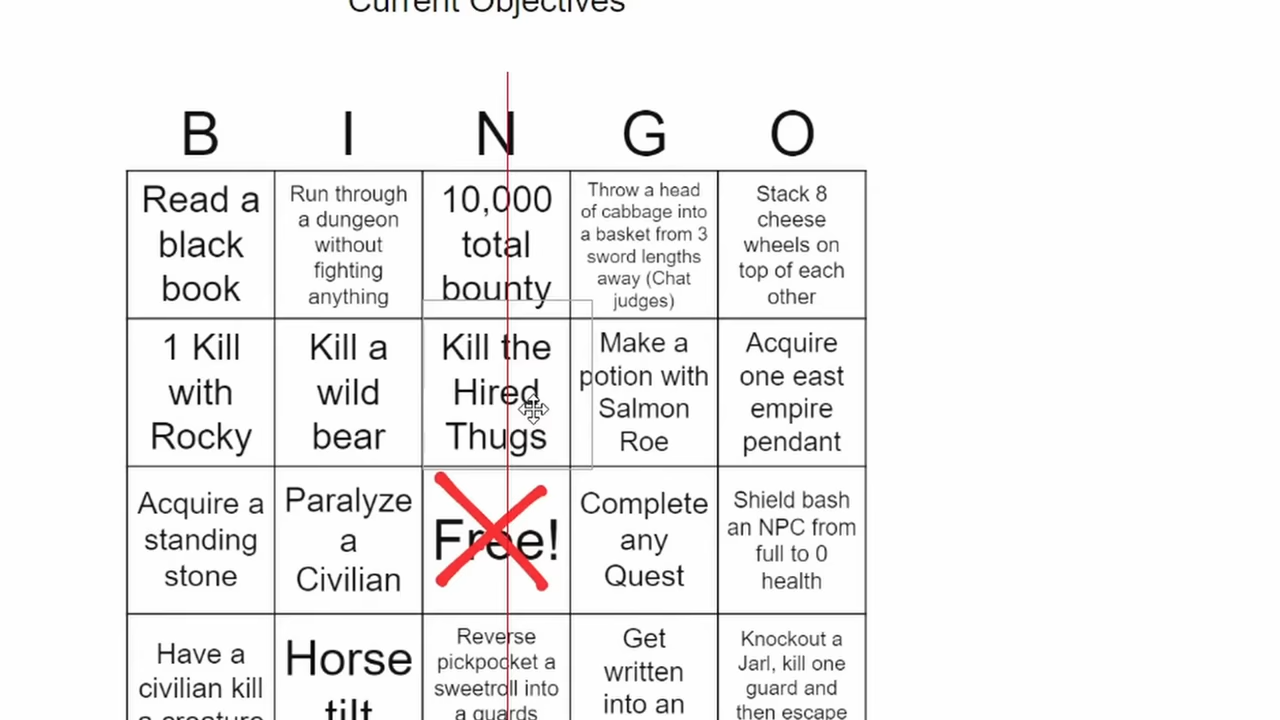 Current Objectives
B I N G O
Read a
black
book
Run through
a dungeon
without
fighting
anything
10,000
total
bounty
Throw a head
of cabbage into
a basket from 3
sword lengths
away (Chat
judges)
Stack 8
cheese
wheels on
top of each
other
1 Kill
with
Rocky
Kill a
wild
bear
Kill the
Hired
Thugs
Make a
potion with
Salmon
Roe
Acquire
one east
empire
pendant
Acquire a
standing
stone
Paralyze
a
Civilian
Free!
Complete
any
Quest
Shield bash
an NPC from
full to 0
health
Have a
civilian kill
a creature
Horse
tilt
Reverse
pickpocket a
sweetroll into
a guards
Get
written
into an
Knockout a
Jarl, kill one
guard and
then escape